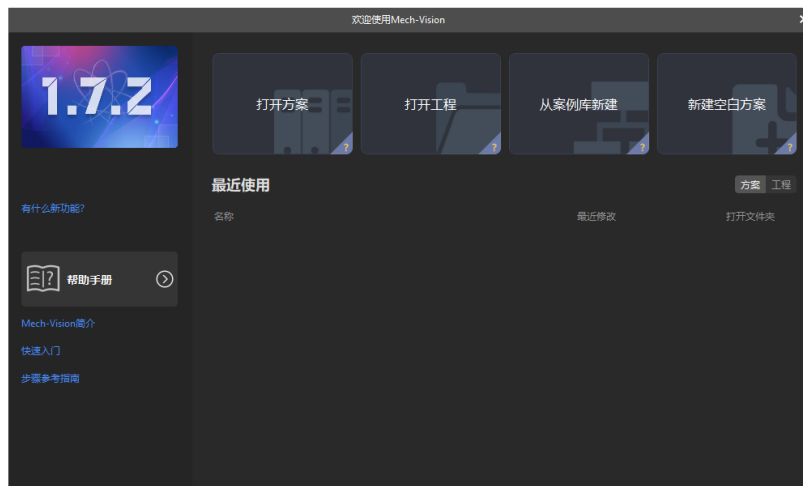 欢迎使用Mech-Vision
1.7.2
打开方案
打开工程
从案例库新建
新建空白方案
?
?
?
?
最近使用
方案 工程
名称 最近修改 打开文件夹
有什么新功能?
? 帮助手册
Mech-Vision简介
快速入门
步骤参考指南